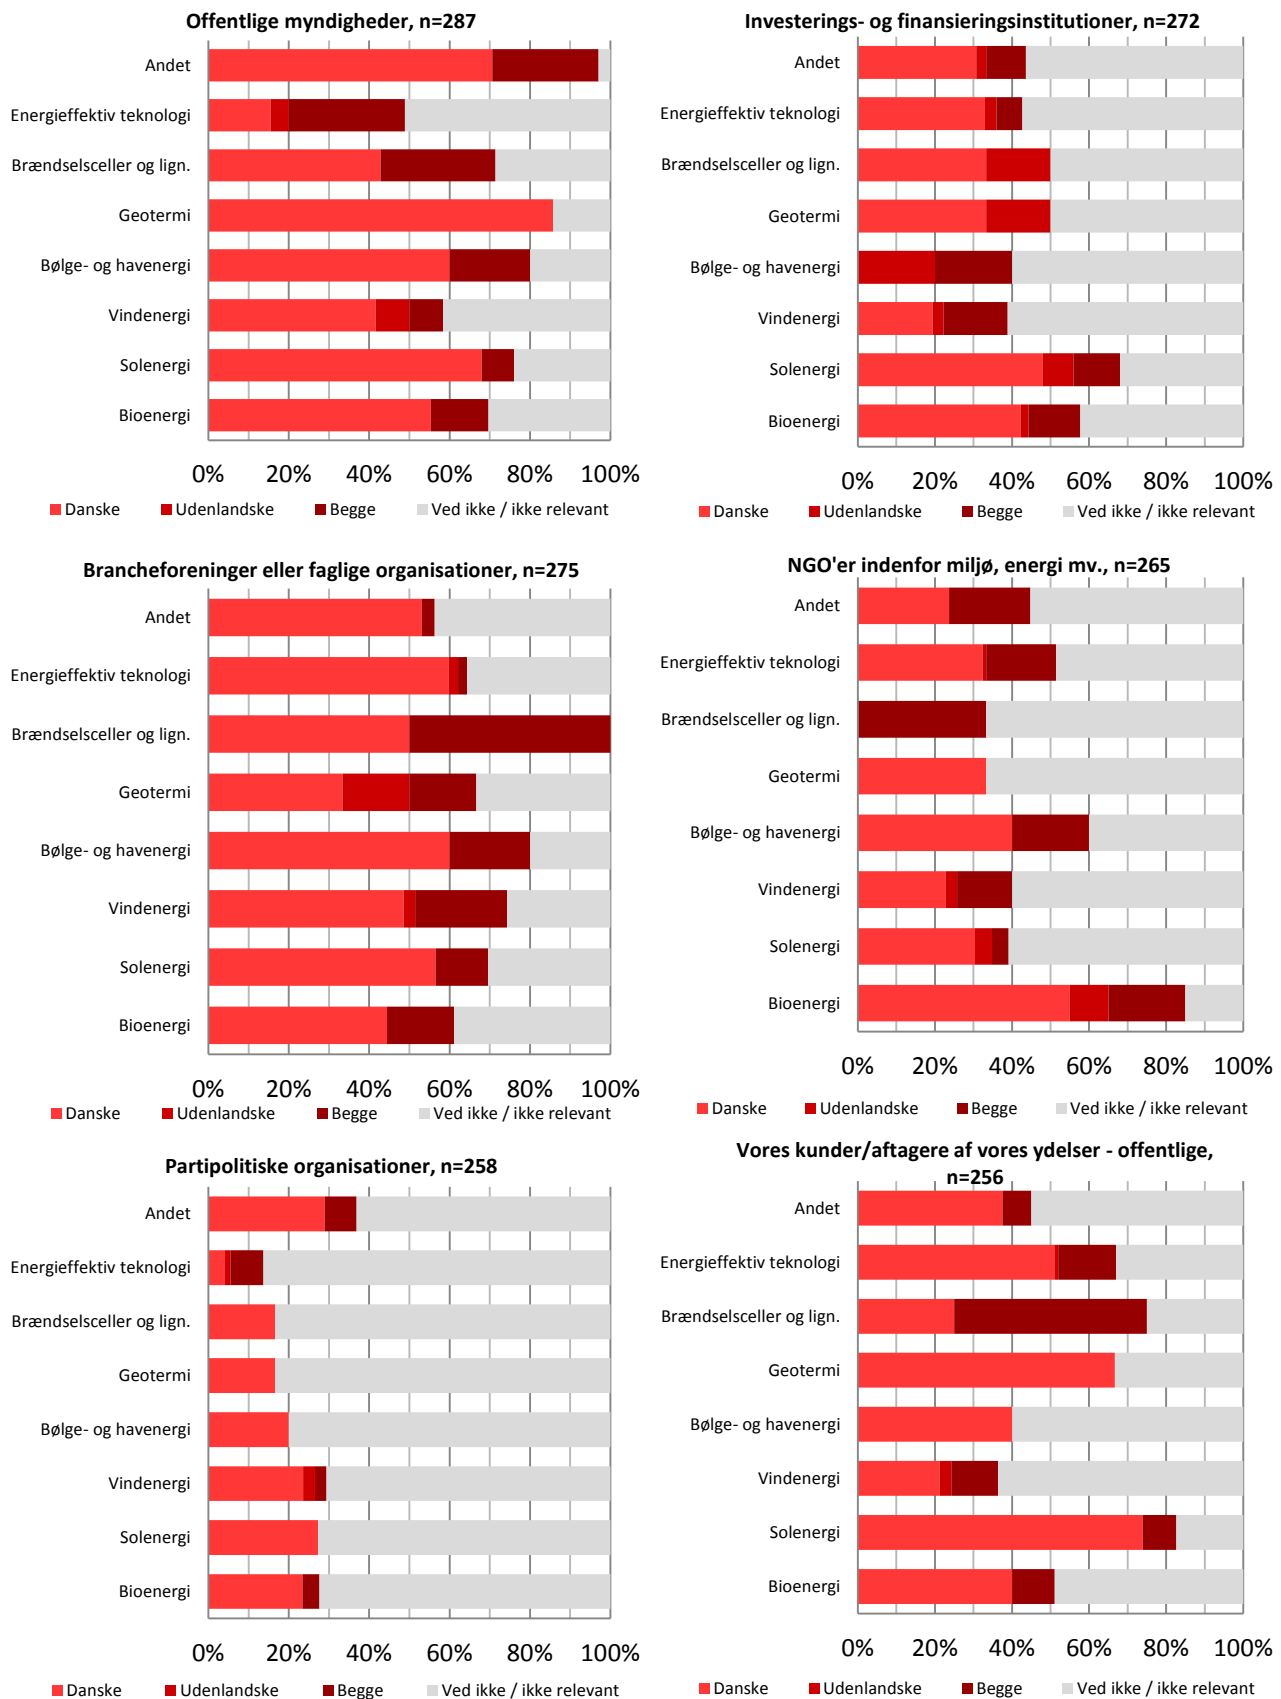 Offentlige myndigheder, n=287
Andet
Energieffektiv teknologi
Brændselsceller og lign.
Geotermi
Bølge- og havenergi
Vindenergi
Solenergi
Bioenergi
0% 20% 40% 60% 80% 100%
Danske Udenlandske Begge Ved ikke / ikke relevant
Investerings- og finansieringsinstitutioner, n=272
Andet
Energieffektiv teknologi
Brændselsceller og lign.
Geotermi
Bølge- og havenergi
Vindenergi
Solenergi
Bioenergi
0% 20% 40% 60% 80% 100%
Danske Udenlandske Begge Ved ikke / ikke relevant
Brancheforeninger eller faglige organisationer, n=275
Andet
Energieffektiv teknologi
Brændselsceller og lign.
Geotermi
Bølge- og havenergi
Vindenergi
Solenergi
Bioenergi
0% 20% 40% 60% 80% 100%
Danske Udenlandske Begge Ved ikke / ikke relevant
NGO'er indenfor miljø, energi mv., n=265
Andet
Energieffektiv teknologi
Brændselsceller og lign.
Geotermi
Bølge- og havenergi
Vindenergi
Solenergi
Bioenergi
0% 20% 40% 60% 80% 100%
Danske Udenlandske Begge Ved ikke / ikke relevant
Partipolitiske organisationer, n=258
Andet
Energieffektiv teknologi
Brændselsceller og lign.
Geotermi
Bølge- og havenergi
Vindenergi
Solenergi
Bioenergi
0% 20% 40% 60% 80% 100%
Danske Udenlandske Begge Ved ikke / ikke relevant
Vores kunder/aftagere af vores ydelser - offentlige,
n=256
Andet
Energieffektiv teknologi
Brændselsceller og lign.
Geotermi
Bølge- og havenergi
Vindenergi
Solenergi
Bioenergi
0% 20% 40% 60% 80% 100%
Danske Udenlandske Begge Ved ikke / ikke relevant